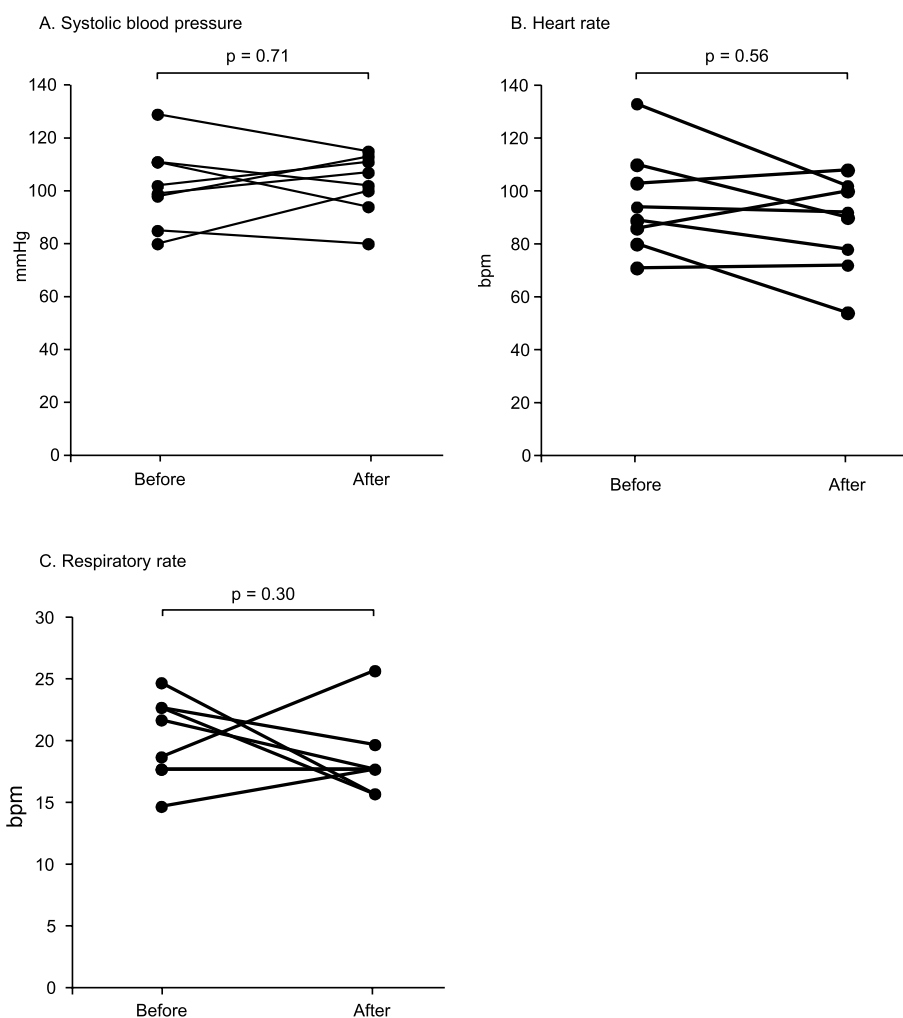 A. Systolic blood pressure
p = 0.71
140
120
100
80
60
40
20
0
mmHg
Before
After
B. Heart rate
p = 0.56
140
120
100
80
60
40
20
0
bpm
Before
After
C. Respiratory rate
p = 0.30
30
25
20
15
10
5
0
bpm
Before
After